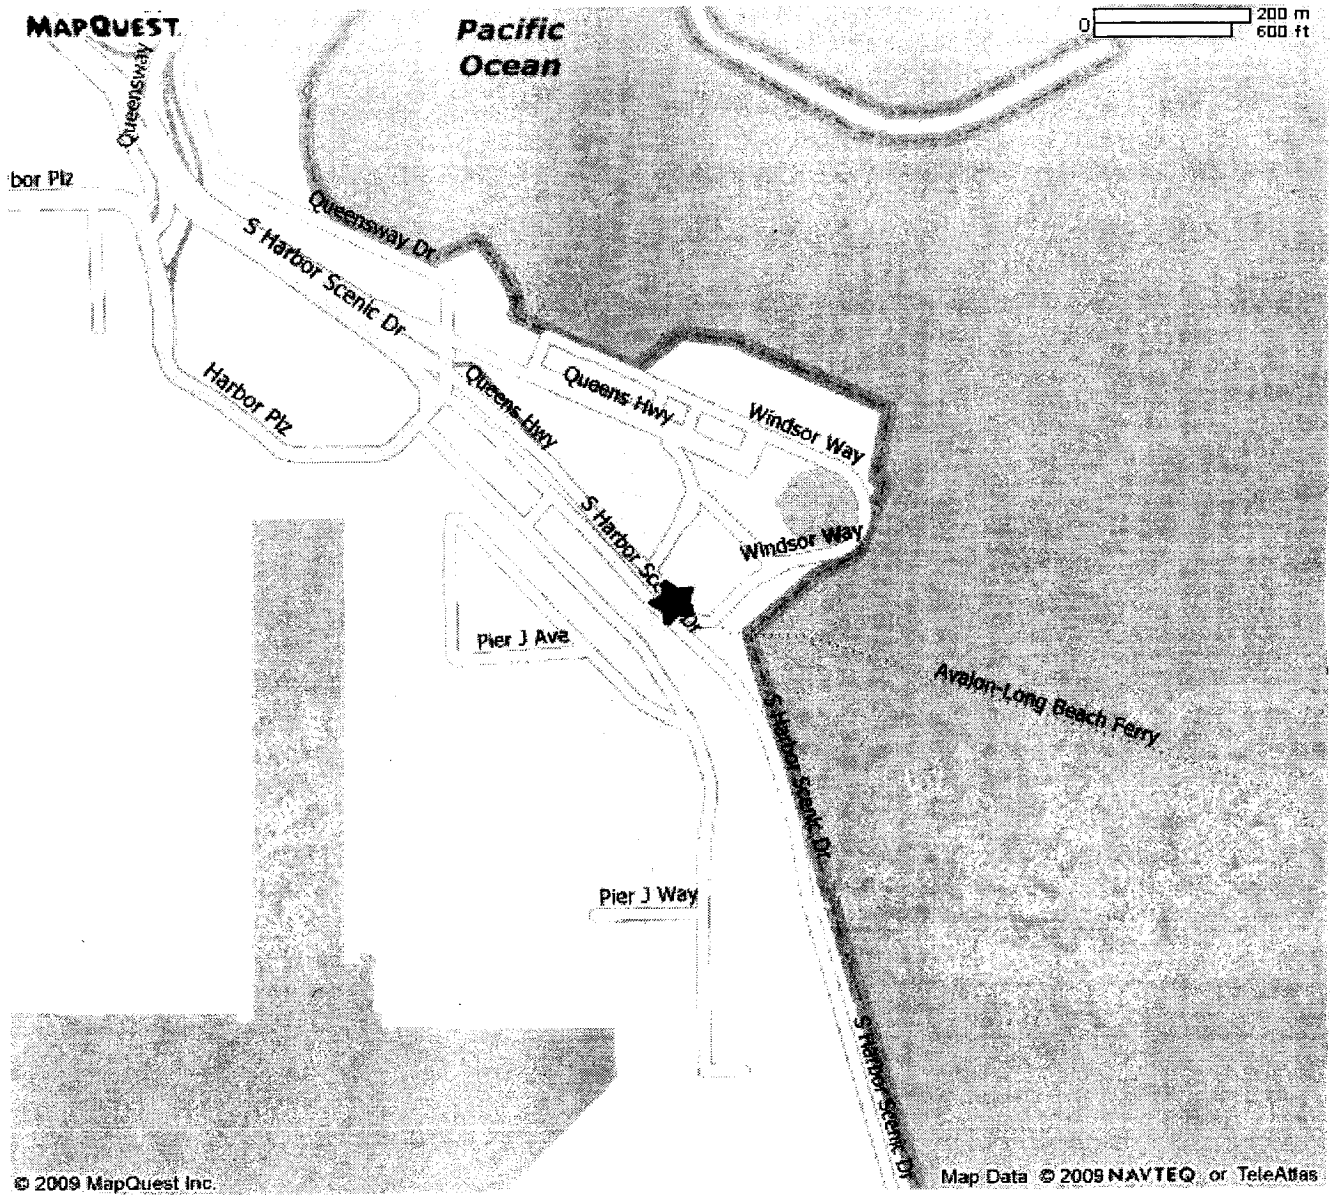 MAPQUEST.
Pacific
Ocean
0
200 m
600 ft
Queensway
bor Plz
Queensway Dr.
S Harbor Scenic Dr
Harbor Plz
Queens Hwy
Queens Hwy
Windsor Way
S Harbor Sce
Dr
Windsor Way
Pier J Ave
Avalon-Long Beach Ferry
S Harbor Scenic Dr.
Pier J Way
S Harbor Scenic Dr
© 2009 MapQuest Inc.
Map Data © 2009 NAVTEQ or TeleAtlas